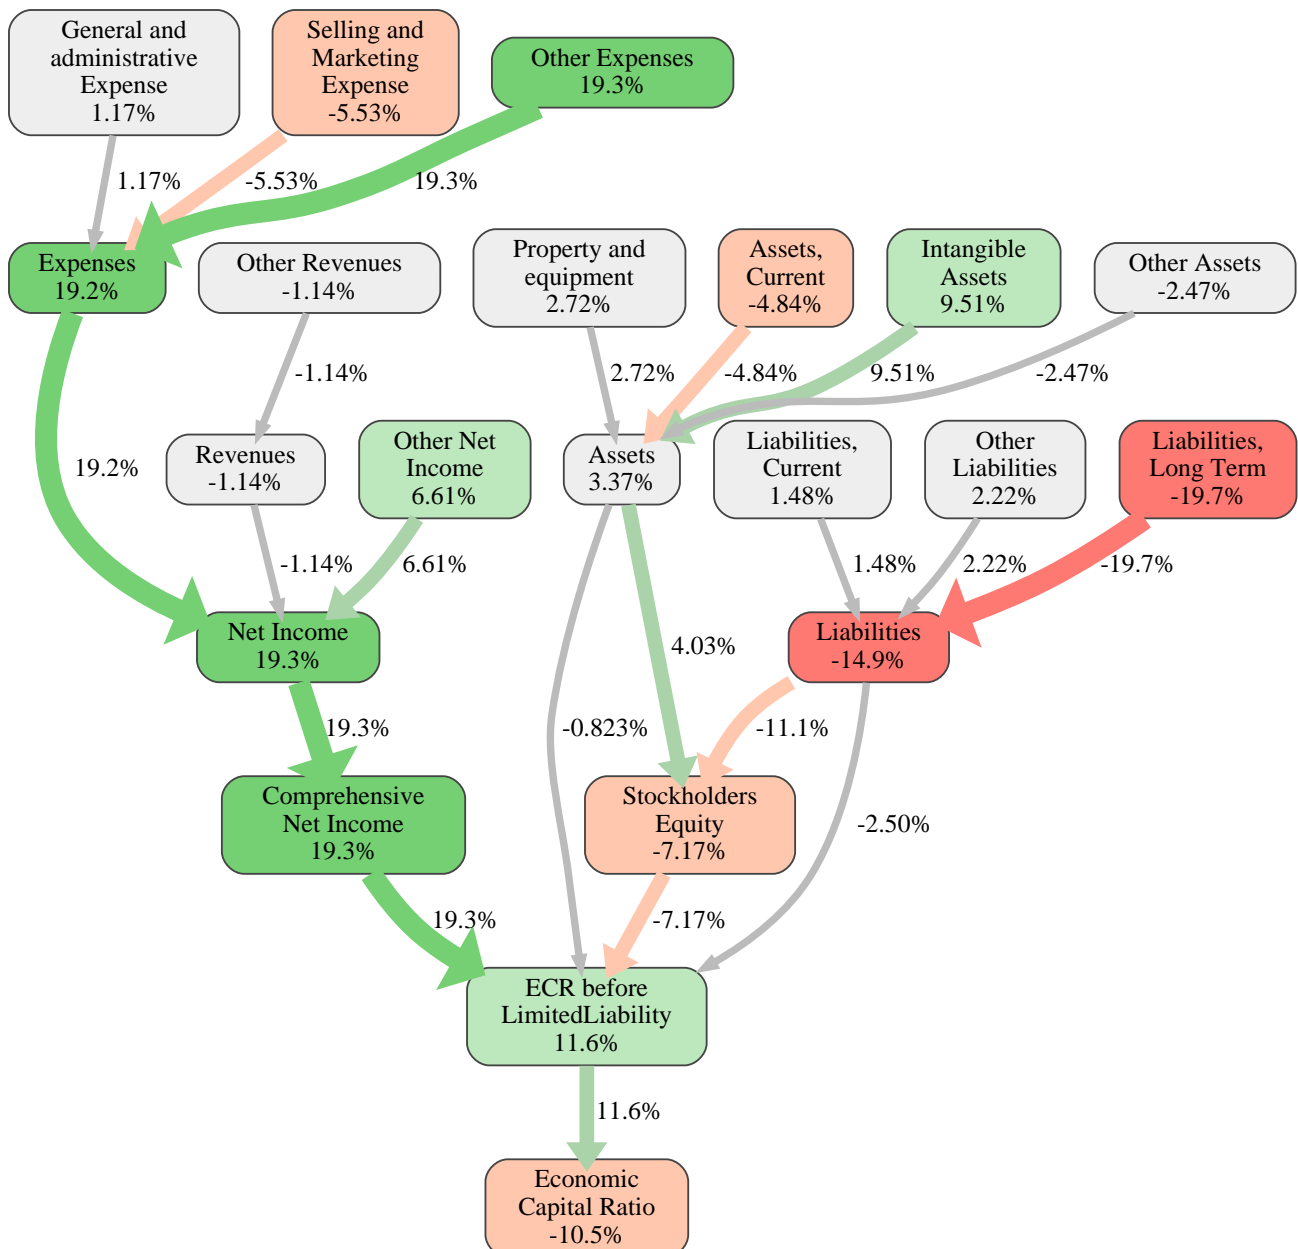 General and
administrative
Expense
1.17%
Selling and
Marketing
Expense
-5.53%
Other Expenses
19.3%
1.17%
-5.53%
19.3%
Expenses
19.2%
Other Revenues
-1.14%
Property and
equipment
2.72%
Assets,
Current
-4.84%
Intangible
Assets
9.51%
Other Assets
-2.47%
-1.14%
2.72%
-4.84%
9.51%
-2.47%
19.2%
Revenues
-1.14%
Other Net
Income
6.61%
Assets
3.37%
Liabilities,
Current
1.48%
Other
Liabilities
2.22%
Liabilities,
Long Term
-19.7%
-1.14%
6.61%
1.48%
2.22%
-19.7%
Net Income
19.3%
4.03%
Liabilities
-14.9%
19.3%
-0.823%
-11.1%
Comprehensive
Net Income
19.3%
Stockholders
Equity
-7.17%
-2.50%
19.3%
-7.17%
ECR before
LimitedLiability
11.6%
11.6%
Economic
Capital Ratio
-10.5%